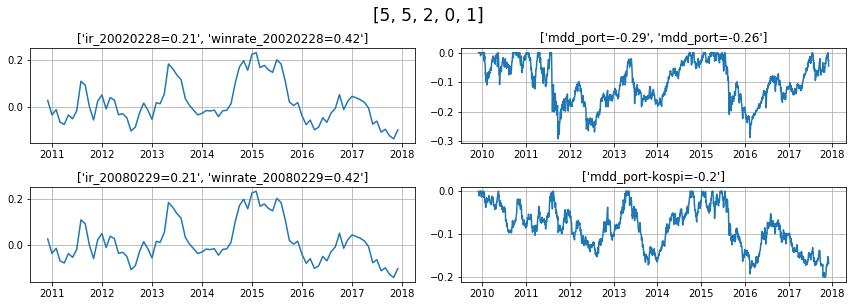 [5, 5, 2, 0, 1]
['ir_20020228=0.21', 'winrate_20020228=0.42']
0.2
0.0
2011 2012 2013 2014 2015 2016 2017 2018
['mdd_port=-0.29', 'mdd_port=-0.26']
0.0
−0.1
−0.2
−0.3
2010 2011 2012 2013 2014 2015 2016 2017 2018
['ir_20080229=0.21', 'winrate_20080229=0.42']
0.2
0.0
2011 2012 2013 2014 2015 2016 2017 2018
['mdd_port-kospi=-0.2']
0.0
−0.1
−0.2
2010 2011 2012 2013 2014 2015 2016 2017 2018